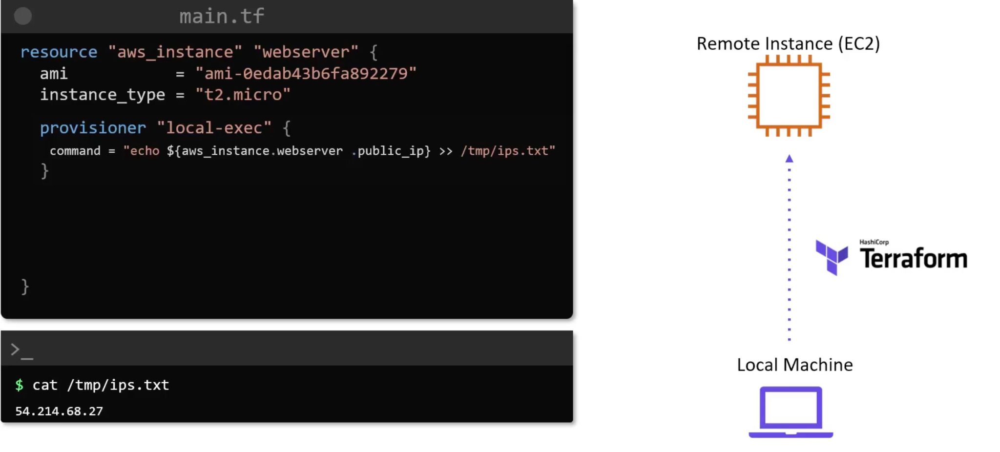 main.tf
resource "aws_instance" "webserver" {
ami = "ami-0edab43b6fa892279"
instance_type = "t2.micro"
provisioner "local-exec" {
command = "echo ${aws_instance.webserver .public_ip} >> /tmp/ips.txt"
}
}
>_
$ cat /tmp/ips.txt
54.214.68.27
Remote Instance (EC2)
HashiCorp
Terraform
Local Machine